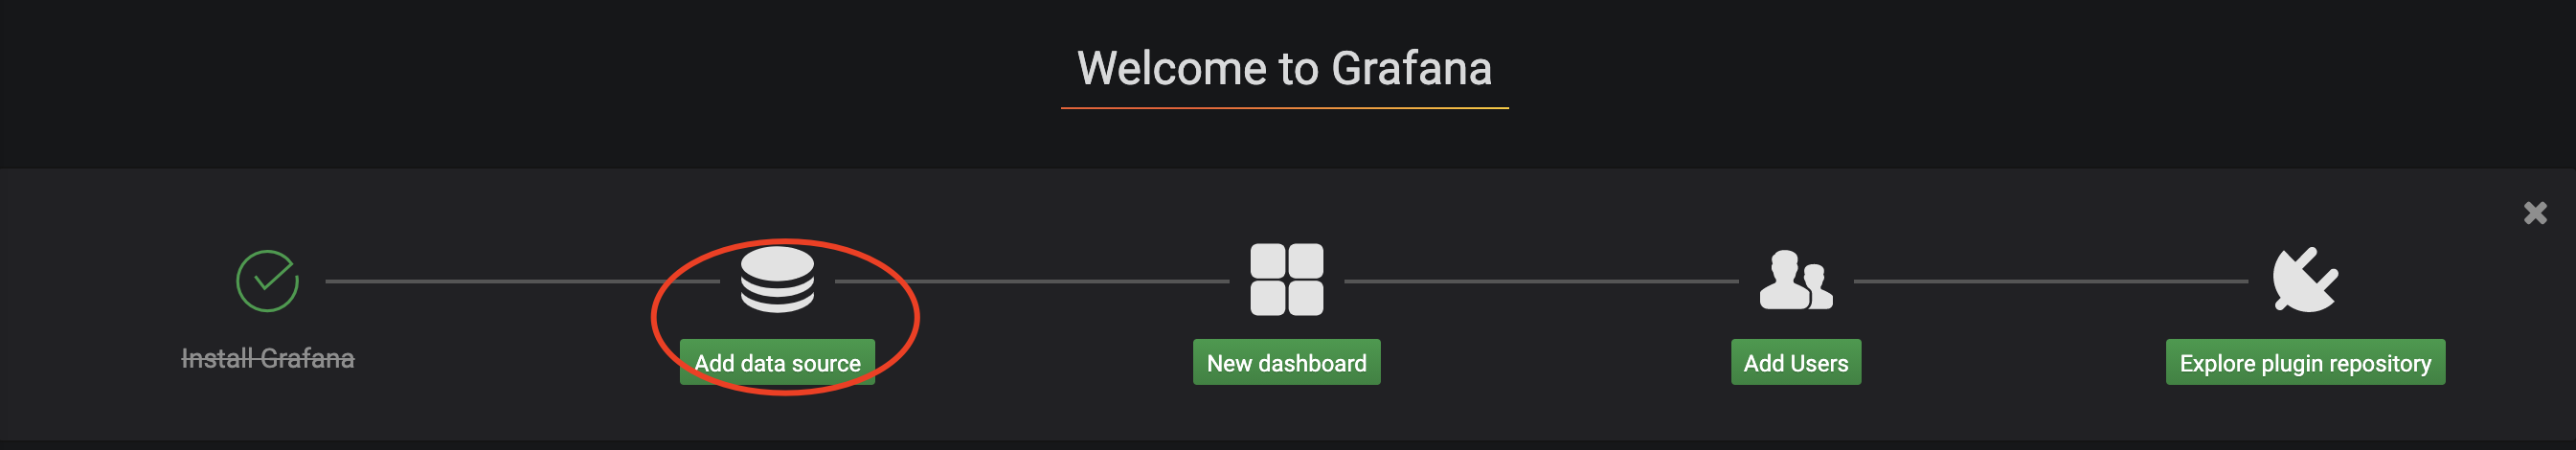 Welcome to Grafana
Install Grafana
Add data source
New dashboard
Add Users
Explore plugin repository